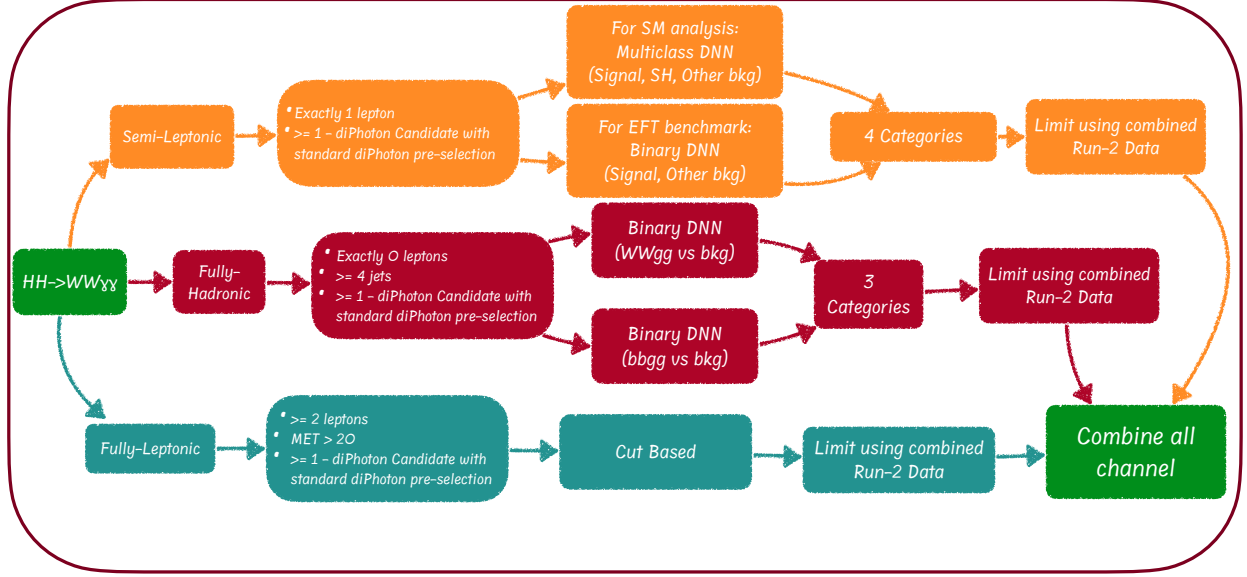 For SM analysis:
Multiclass DNN
(Signal, SH, Other bkg)
Semi-Leptonic
Exactly 1 lepton
>= 1 - diPhoton Candidate with
standard diPhoton pre-selection
For EFT benchmark:
Binary DNN
(Signal, Other bkg)
4 Categories
Limit using combined
Run-2 Data
HH->WWɣɣ
Fully-
Hadronic
Exactly 0 leptons
>= 4 jets
>= 1 - diPhoton Candidate with
standard diPhoton pre-selection
Binary DNN
(WWgg vs bkg)
Binary DNN
(bbgg vs bkg)
3
Categories
Limit using combined
Run-2 Data
Fully-Leptonic
>= 2 leptons
MET > 20
>= 1 - diPhoton Candidate with
standard diPhoton pre-selection
Cut Based
Limit using combined
Run-2 Data
Combine all
channel